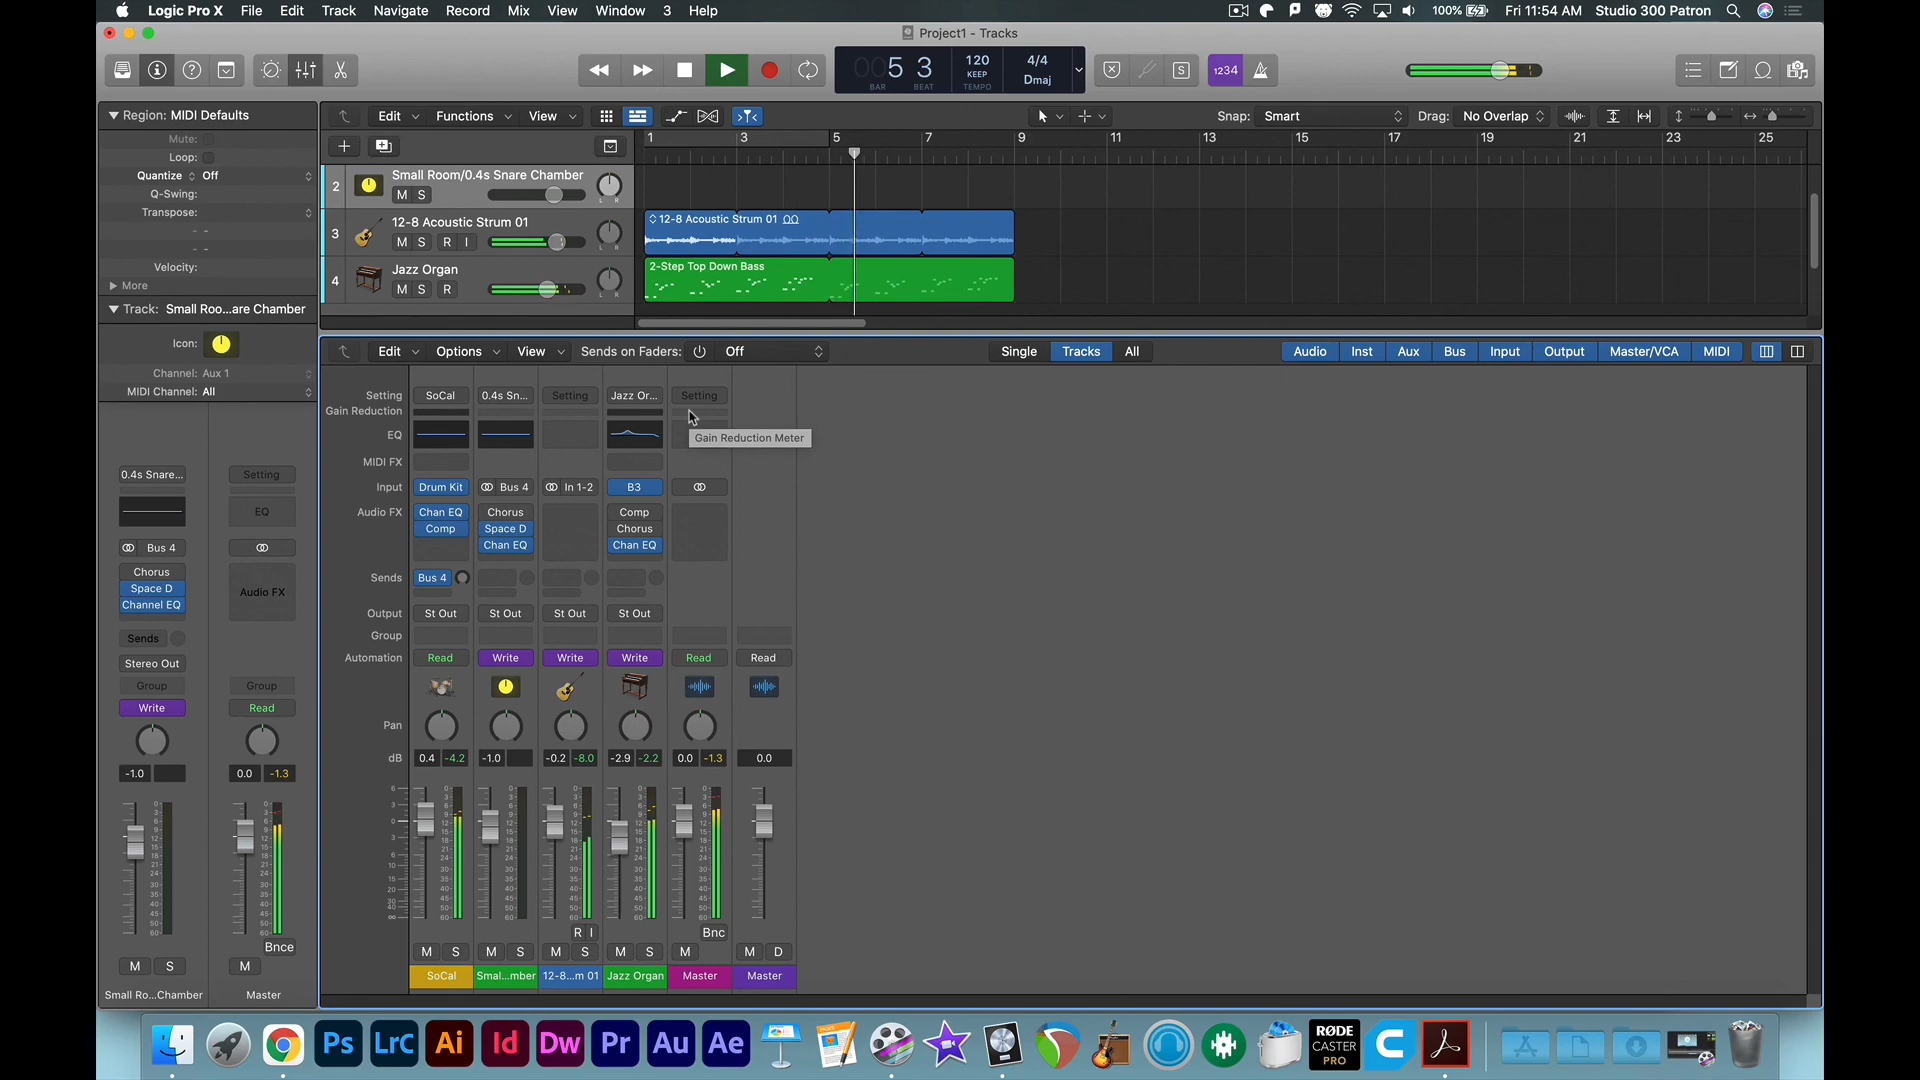 Logic Pro X File Edit Track Navigate Record Mix View Window 3 Help 100% Fri 11:54 AM Studio 300 Patron
Project1 - Tracks
005 3 120 4/4
KEEP Dmaj
BAR BEAT TEMPO
S 1234
Region: MIDI Defaults
Mute:
Loop:
Quantize Off
Q-Swing:
Transpose:
Velocity:
More
Track: Small Roo...are Chamber
Icon:
Channel: Aux 1
MIDI Channel: All
Edit Functions View Snap: Smart Drag: No Overlap
1 3 5 7 9 11 13 15 17 19 21 23 25
2 Small Room/0.4s Snare Chamber
M S L R
3 12-8 Acoustic Strum 01
M S R I L R
12-8 Acoustic Strum 01
4 Jazz Organ
M S R L R
2-Step Top Down Bass
Edit Options View Sends on Faders: Off Single Tracks All Audio Inst Aux Bus Input Output Master/VCA MIDI
Setting SoCal 0.4s Sn... Setting Jazz Or... Setting
Gain Reduction
EQ
Gain Reduction Meter
MIDI FX
Input Drum Kit Bus 4 In 1-2 B3
Audio FX Chan EQ Chorus Comp
Comp Space D Chorus
Chan EQ Chan EQ
Sends Bus 4
Output St Out St Out St Out St Out
Group
Automation Read Write Write Write Read Read
Pan
dB 0.4 -4.2 -1.0 -0.2 -8.0 -2.9 -2.2 0.0 -1.3 0.0
R I Bnc
M S M S M S M S M M D
SoCal Smal...mber 12-8...m 01 Jazz Organ Master Master
0.4s Snare... Setting
EQ
Bus 4
Chorus
Space D Audio FX
Channel EQ
Sends
Stereo Out
Group Group
Write Read
-1.0 0.0 -1.3
Bnce
M S M
Small Ro...Chamber Master
Ps LrC Ai Id Dw Pr Au Ae PAGES RØDE
CASTER
PRO